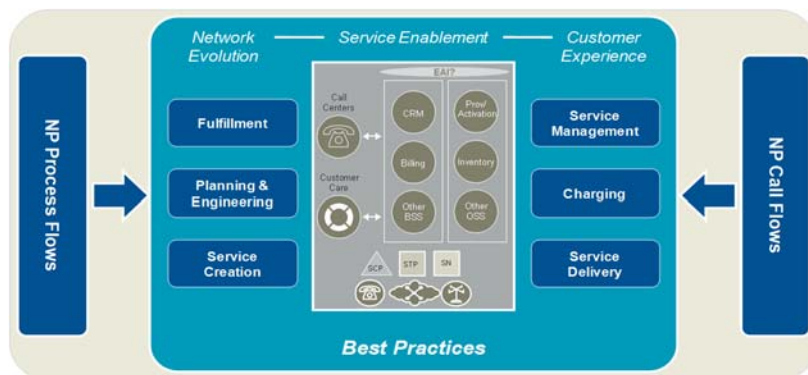 Network
Evolution
Service Enablement
Customer
Experience
NP Process Flows
Fulfillment
Planning &
Engineering
Service
Creation
EAI?
Call
Centers
Customer
Care
CRM
Billing
Other
BSS
Prov/
Activation
Inventory
Other
OSS
SCP
STP
SN
Service
Management
Charging
Service
Delivery
NP Call Flows
Best Practices